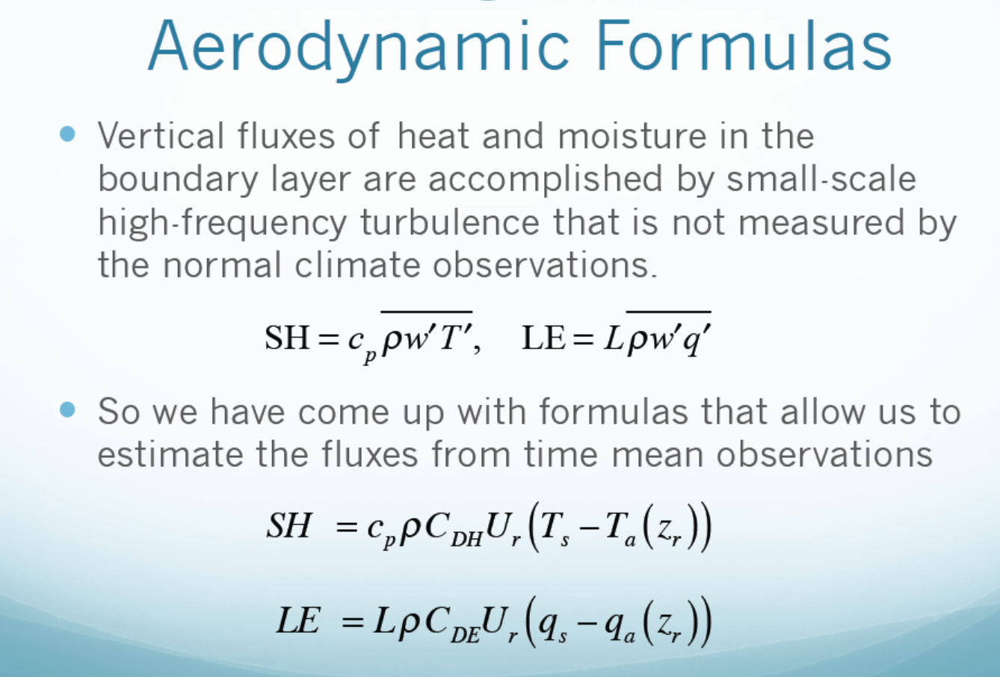 Aerodynamic Formulas
• Vertical fluxes of heat and moisture in the
boundary layer are accomplished by small-scale
high-frequency turbulence that is not measured by
the normal climate observations.
$\mathrm{SH} = c_p \overline{\rho w' T'}, \quad \mathrm{LE} = L \overline{\rho w' q'}$
• So we have come up with formulas that allow us to
estimate the fluxes from time mean observations
$SH = c_p \rho C_{DH} U_r \left( T_s - T_a \left( z_r \right) \right)$
$LE = L \rho C_{DE} U_r \left( q_s - q_a \left( z_r \right) \right)$